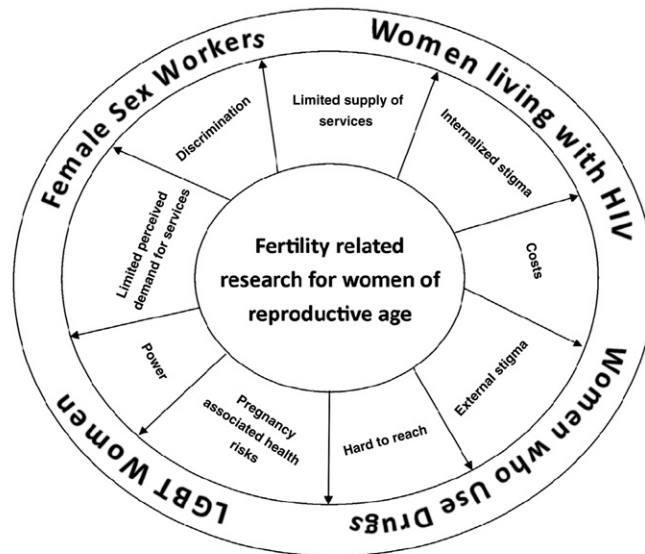 Female Sex Workers
Women living with HIV
Women who Use Drugs
LGBT Women
Limited supply of
services
Internalized stigma
Costs
External stigma
Hard to reach
Pregnancy
associated health
risks
Power
Limited perceived
demand for services
Discrimination
Fertility related
research for women of
reproductive age